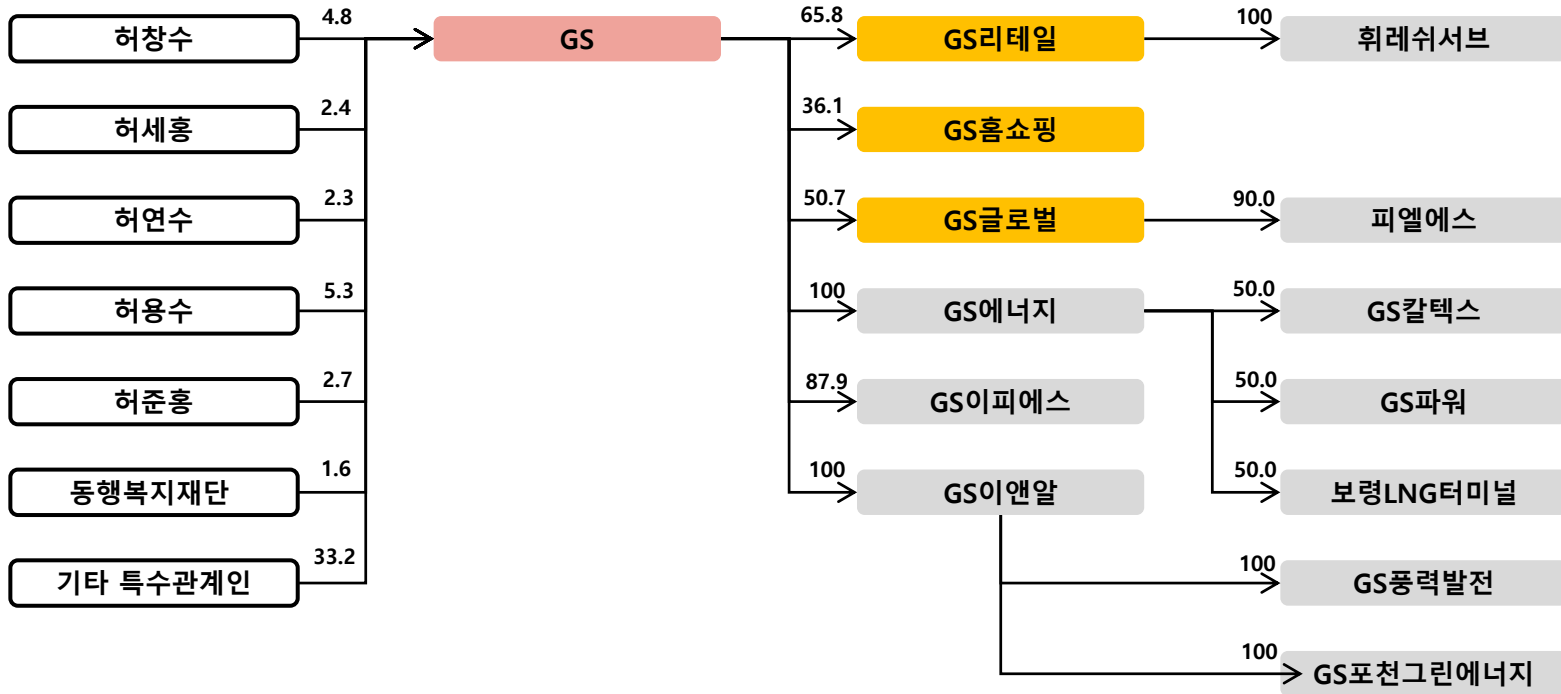 허창수
4.8
GS
65.8
GS리테일
100
휘레쉬서브
허세홍
2.4
36.1
GS홈쇼핑
허연수
2.3
50.7
GS글로벌
90.0
피엘에스
허용수
5.3
100
GS에너지
50.0
GS칼텍스
허준홍
2.7
87.9
GS이피에스
50.0
GS파워
동행복지재단
1.6
100
GS이앤알
50.0
보령LNG터미널
기타 특수관계인
33.2
100
GS풍력발전
100
GS포천그린에너지